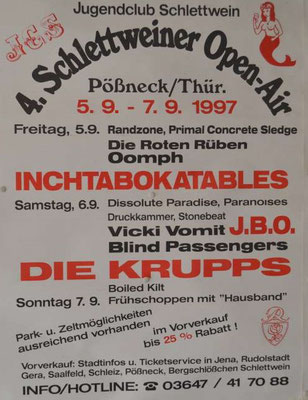 Jugendclub Schlettwein
J.C.S
4. Schlettweiner Open-Air
Pößneck/Thür.
5. 9. - 7. 9. 1997
Freitag, 5.9. Randzone, Primal Concrete Sledge
Die Roten Rüben
Oomph
INCHTABOKATABLES
Samstag, 6.9. Dissolute Paradise, Paranoises
Druckkammer, Stonebeat
Vicki Vomit J.B.O.
Blind Passengers
DIE KRUPPS
Boiled Kilt
Sonntag 7. 9. Frühschoppen mit "Hausband"
Park- u. Zeltmöglichkeiten
ausreichend vorhanden
im Vorverkauf
bis 25 % Rabatt !
Vorverkauf: Stadtinfos u. Ticketservice in Jena, Rudolstadt
Gera, Saalfeld, Schleiz, Pößneck, Bergschlößchen Schlettwein
INFO/HOTLINE: ☎ 03647 / 41 70 88